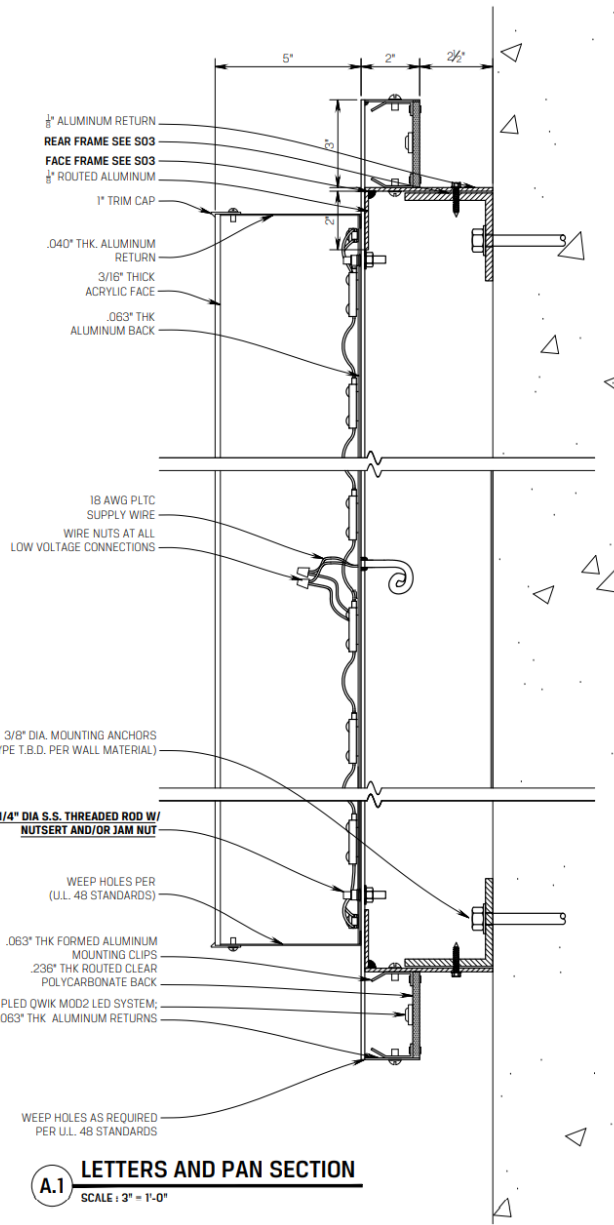 5"
2"
2½"
⅛" ALUMINUM RETURN
REAR FRAME SEE S03
FACE FRAME SEE S03
⅛" ROUTED ALUMINUM
3"
1" TRIM CAP
2"
.040" THK. ALUMINUM
RETURN
3/16" THICK
ACRYLIC FACE
.063" THK
ALUMINUM BACK
18 AWG PLTC
SUPPLY WIRE
WIRE NUTS AT ALL
LOW VOLTAGE CONNECTIONS
3/8" DIA. MOUNTING ANCHORS
YPE T.B.D. PER WALL MATERIAL)
1/4" DIA S.S. THREADED ROD W/
NUTSERT AND/OR JAM NUT
WEEP HOLES PER
(U.L. 48 STANDARDS)
.063" THK FORMED ALUMINUM
MOUNTING CLIPS
.236" THK ROUTED CLEAR
POLYCARBONATE BACK
PLED QWIK MOD2 LED SYSTEM;
063" THK ALUMINUM RETURNS
WEEP HOLES AS REQUIRED
PER U.L. 48 STANDARDS
A.1
LETTERS AND PAN SECTION
SCALE : 3" = 1'-0"